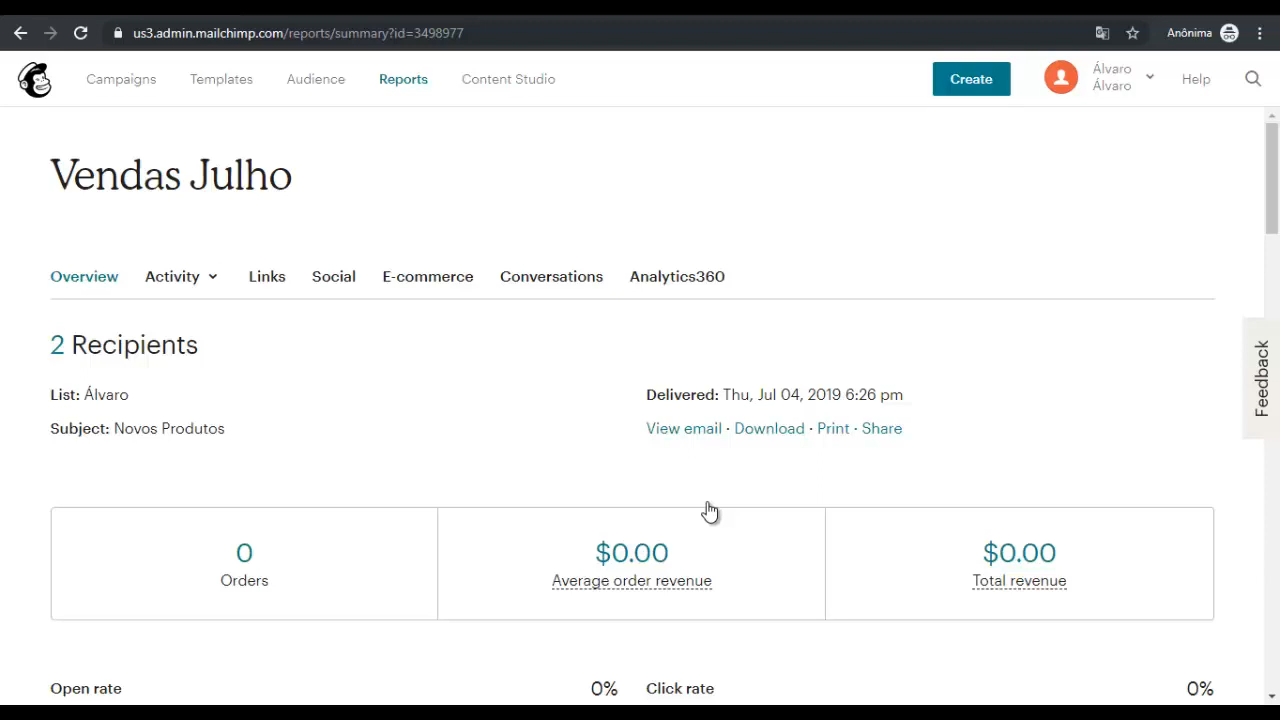 us3.admin.mailchimp.com/reports/summary?id=3498977
Anônima
Campaigns
Templates
Audience
Reports
Content Studio
Create
Álvaro
Álvaro
Help
Vendas Julho
Overview
Activity
Links
Social
E-commerce
Conversations
Analytics360
2 Recipients
List: Álvaro
Delivered: Thu, Jul 04, 2019 6:26 pm
Subject: Novos Produtos
View email · Download · Print · Share
Feedback
0
Orders
$0.00
Average order revenue
$0.00
Total revenue
Open rate 0%
Click rate 0%